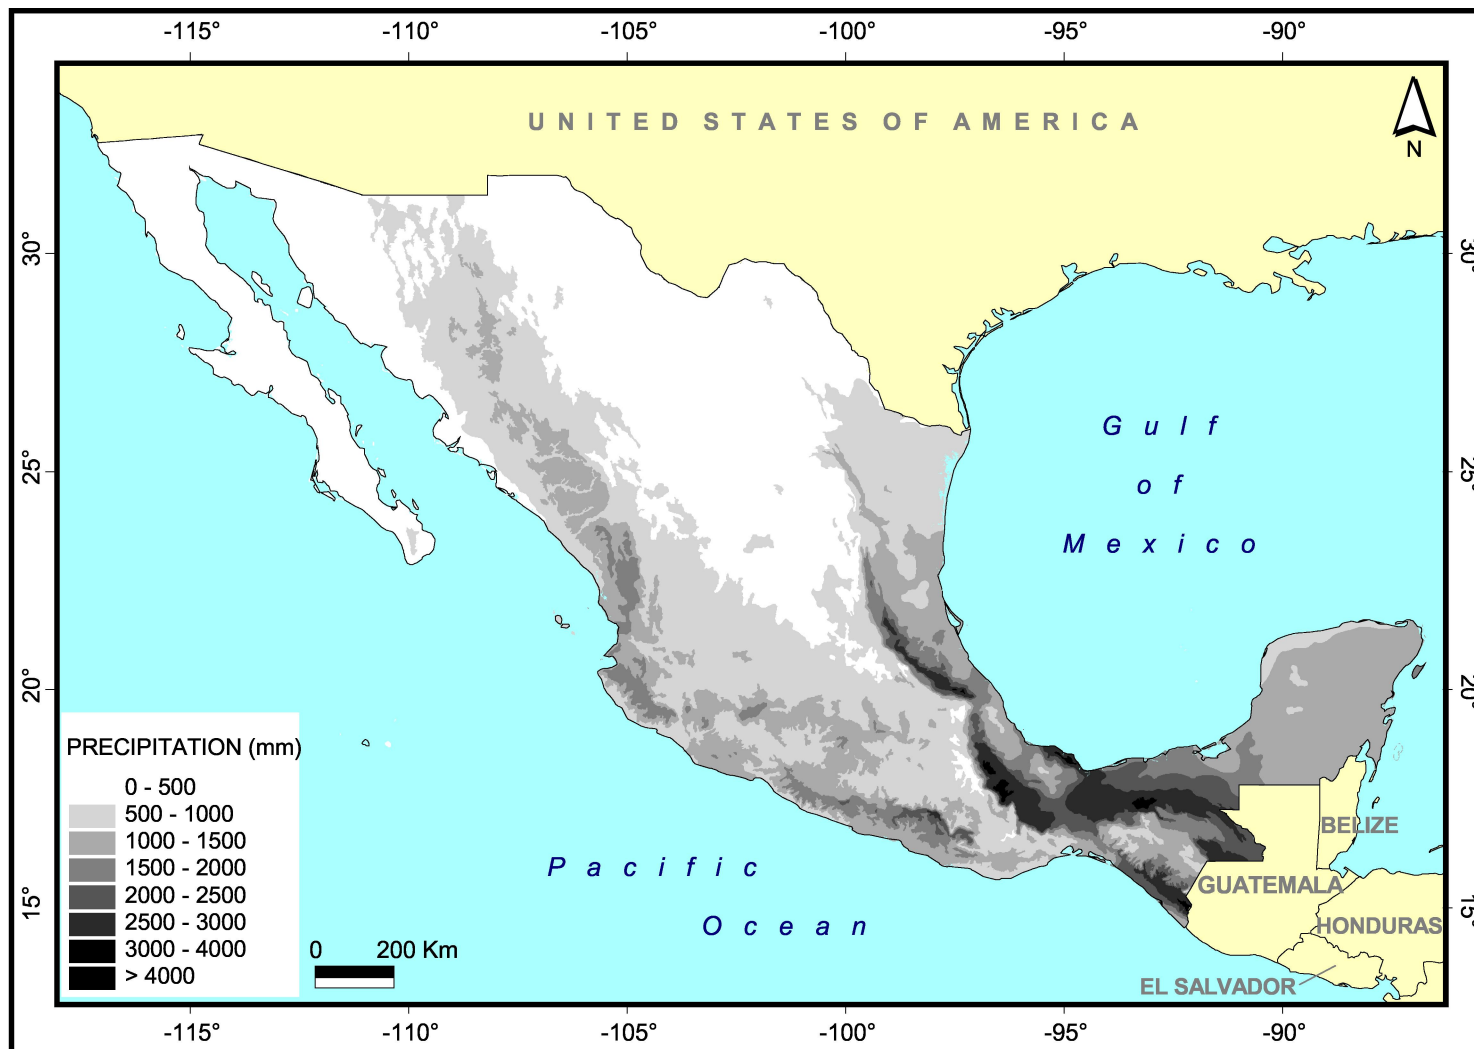 -115° -110° -105° -100° -95° -90°
UNITED STATES OF AMERICA
N
30° 30°
Gulf
25° 25°
of
Mexico
20° 20°
PRECIPITATION (mm)
0 - 500
500 - 1000
1000 - 1500
1500 - 2000
2000 - 2500
2500 - 3000
3000 - 4000
> 4000
BELIZE
Pacific
Ocean
GUATEMALA
15° 15°
HONDURAS
0 200 Km
EL SALVADOR
-115° -110° -105° -100° -95° -90°